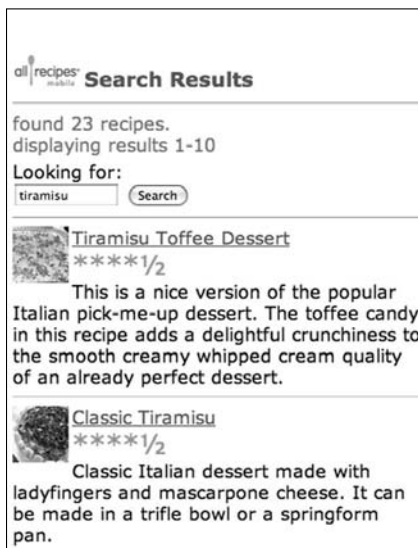 all recipes mobile Search Results
found 23 recipes.
displaying results 1-10
Looking for:
tiramisu Search
Tiramisu Toffee Dessert
****½
This is a nice version of the popular
Italian pick-me-up dessert. The toffee candy
in this recipe adds a delightful crunchiness to
the smooth creamy whipped cream quality
of an already perfect dessert.
Classic Tiramisu
****½
Classic Italian dessert made with
ladyfingers and mascarpone cheese. It can
be made in a trifle bowl or a springform
pan.